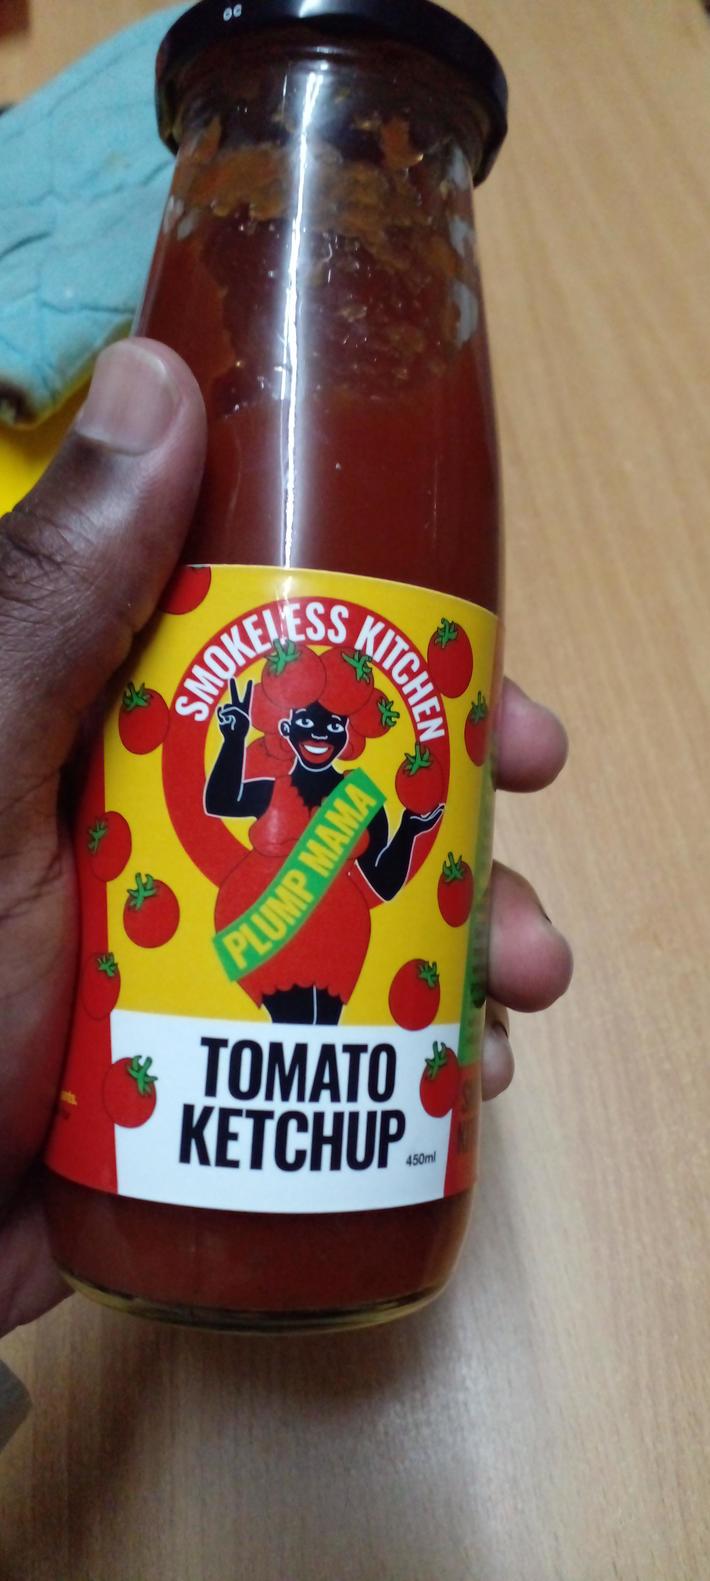 SMOKELESS KITCHEN
PLUMP MAMA
TOMATO
KETCHUP
450ml